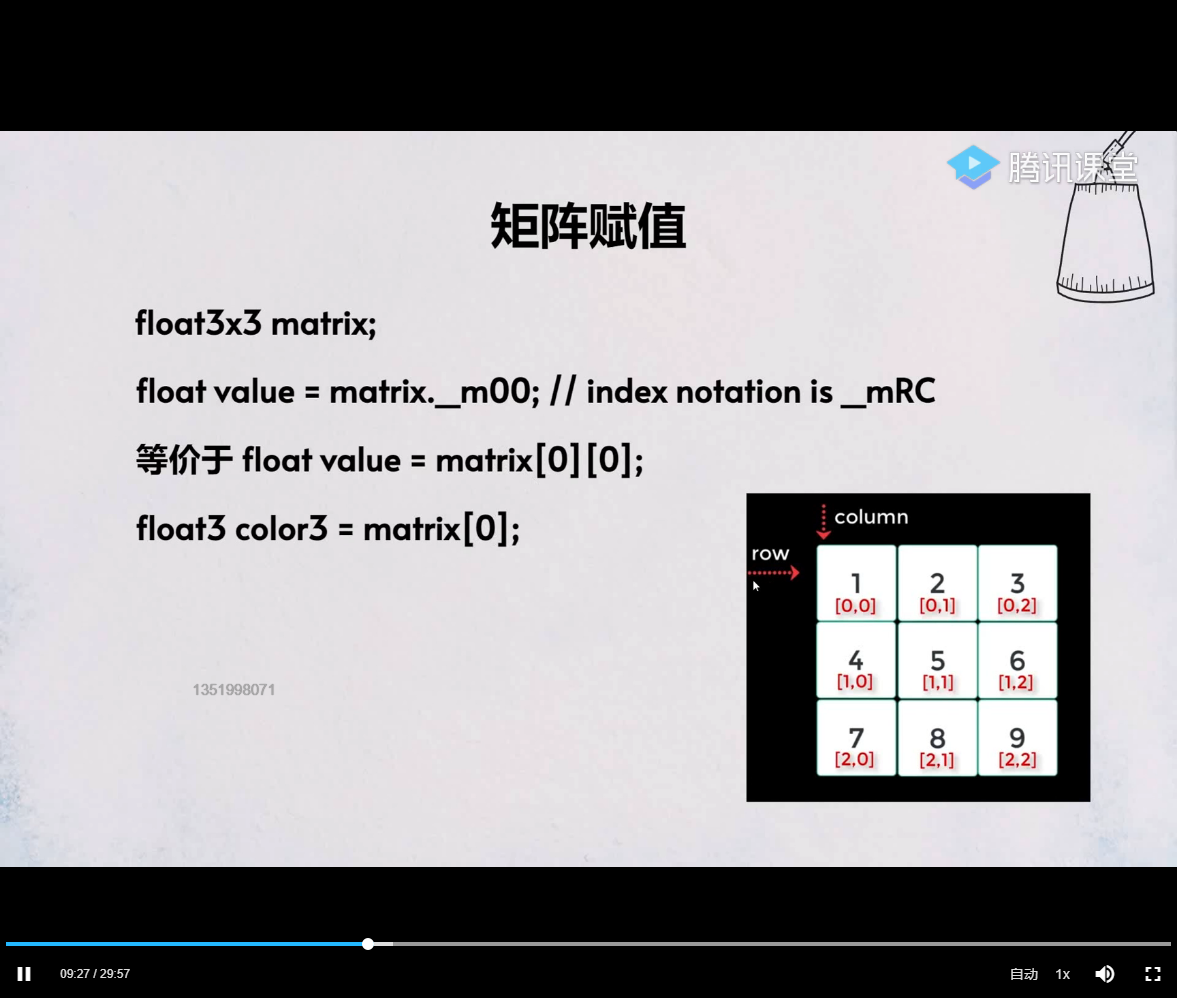 腾讯课堂
矩阵赋值
float3x3 matrix;
float value = matrix.__m00; // index notation is __mRC
等价于 float value = matrix[0][0];
float3 color3 = matrix[0];
column
row
1 2 3
[0,0] [0,1] [0,2]
4 5 6
[1,0] [1,1] [1,2]
7 8 9
[2,0] [2,1] [2,2]
1351998071
09:27 / 29:57 自动 1x